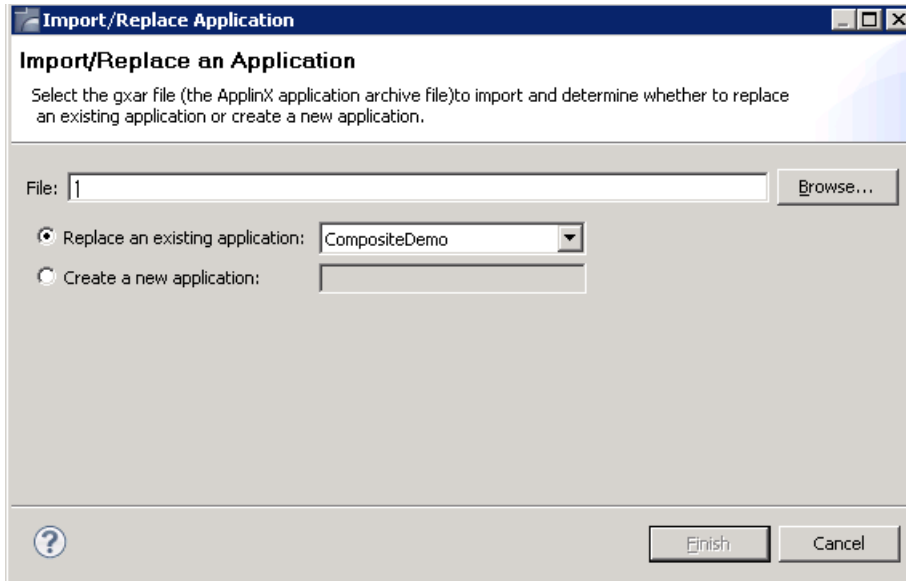 Import/Replace Application
Import/Replace an Application
Select the gxar file (the ApplinX application archive file)to import and determine whether to replace
an existing application or create a new application.
File: 1 Browse...
Replace an existing application: CompositeDemo
Create a new application:
? Finish Cancel